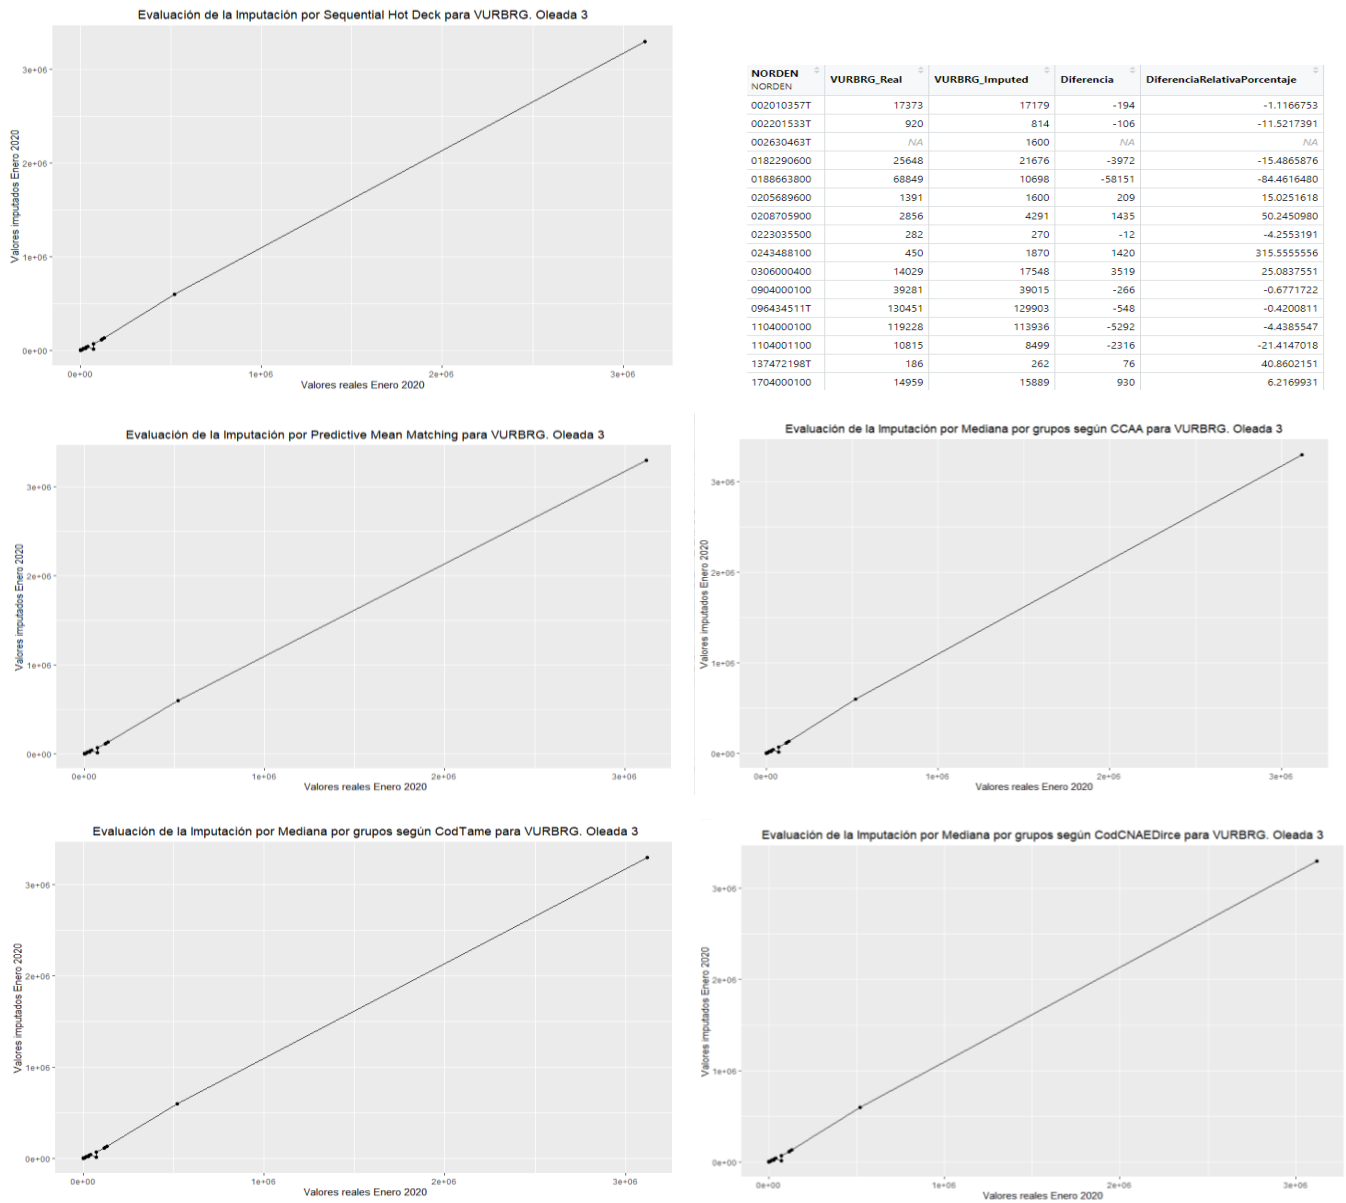 Evaluación de la Imputación por Sequential Hot Deck para VURBRG. Oleada 3
Valores imputados Enero 2020
3e+06
2e+06
1e+06
0e+00
0e+00 1e+06 2e+06 3e+06
Valores reales Enero 2020
NORDEN VURBRG_Real VURBRG_Imputed Diferencia DiferenciaRelativaPorcentaje
NORDEN
002010357T 17373 17179 -194 -1.1166753
002201533T 920 814 -106 -11.5217391
002630463T NA 1600 NA NA
0182290600 25648 21676 -3972 -15.4865876
0188663800 68849 10698 -58151 -84.4616480
0205689600 1391 1600 209 15.0251618
0208705900 2856 4291 1435 50.2450980
0223035500 282 270 -12 -4.2553191
0243488100 450 1870 1420 315.5555556
0306000400 14029 17548 3519 25.0837551
0904000100 39281 39015 -266 -0.6771722
096434511T 130451 129903 -548 -0.4200811
1104000100 119228 113936 -5292 -4.4385547
1104001100 10815 8499 -2316 -21.4147018
137472198T 186 262 76 40.8602151
1704000100 14959 15889 930 6.2169931
Evaluación de la Imputación por Predictive Mean Matching para VURBRG. Oleada 3
Valores imputados Enero 2020
3e+06
2e+06
1e+06
0e+00
0e+00 1e+06 2e+06 3e+06
Valores reales Enero 2020
Evaluación de la Imputación por Mediana por grupos según CCAA para VURBRG. Oleada 3
Valores imputados Enero 2020
3e+06
2e+06
1e+06
0e+00
0e+00 1e+06 2e+06 3e+06
Valores reales Enero 2020
Evaluación de la Imputación por Mediana por grupos según CodTame para VURBRG. Oleada 3
Valores imputados Enero 2020
3e+06
2e+06
1e+06
0e+00
0e+00 1e+06 2e+06 3e+06
Valores reales Enero 2020
Evaluación de la Imputación por Mediana por grupos según CodCNAEDirce para VURBRG. Oleada 3
Valores imputados Enero 2020
3e+06
2e+06
1e+06
0e+00
0e+00 1e+06 2e+06 3e+06
Valores reales Enero 2020